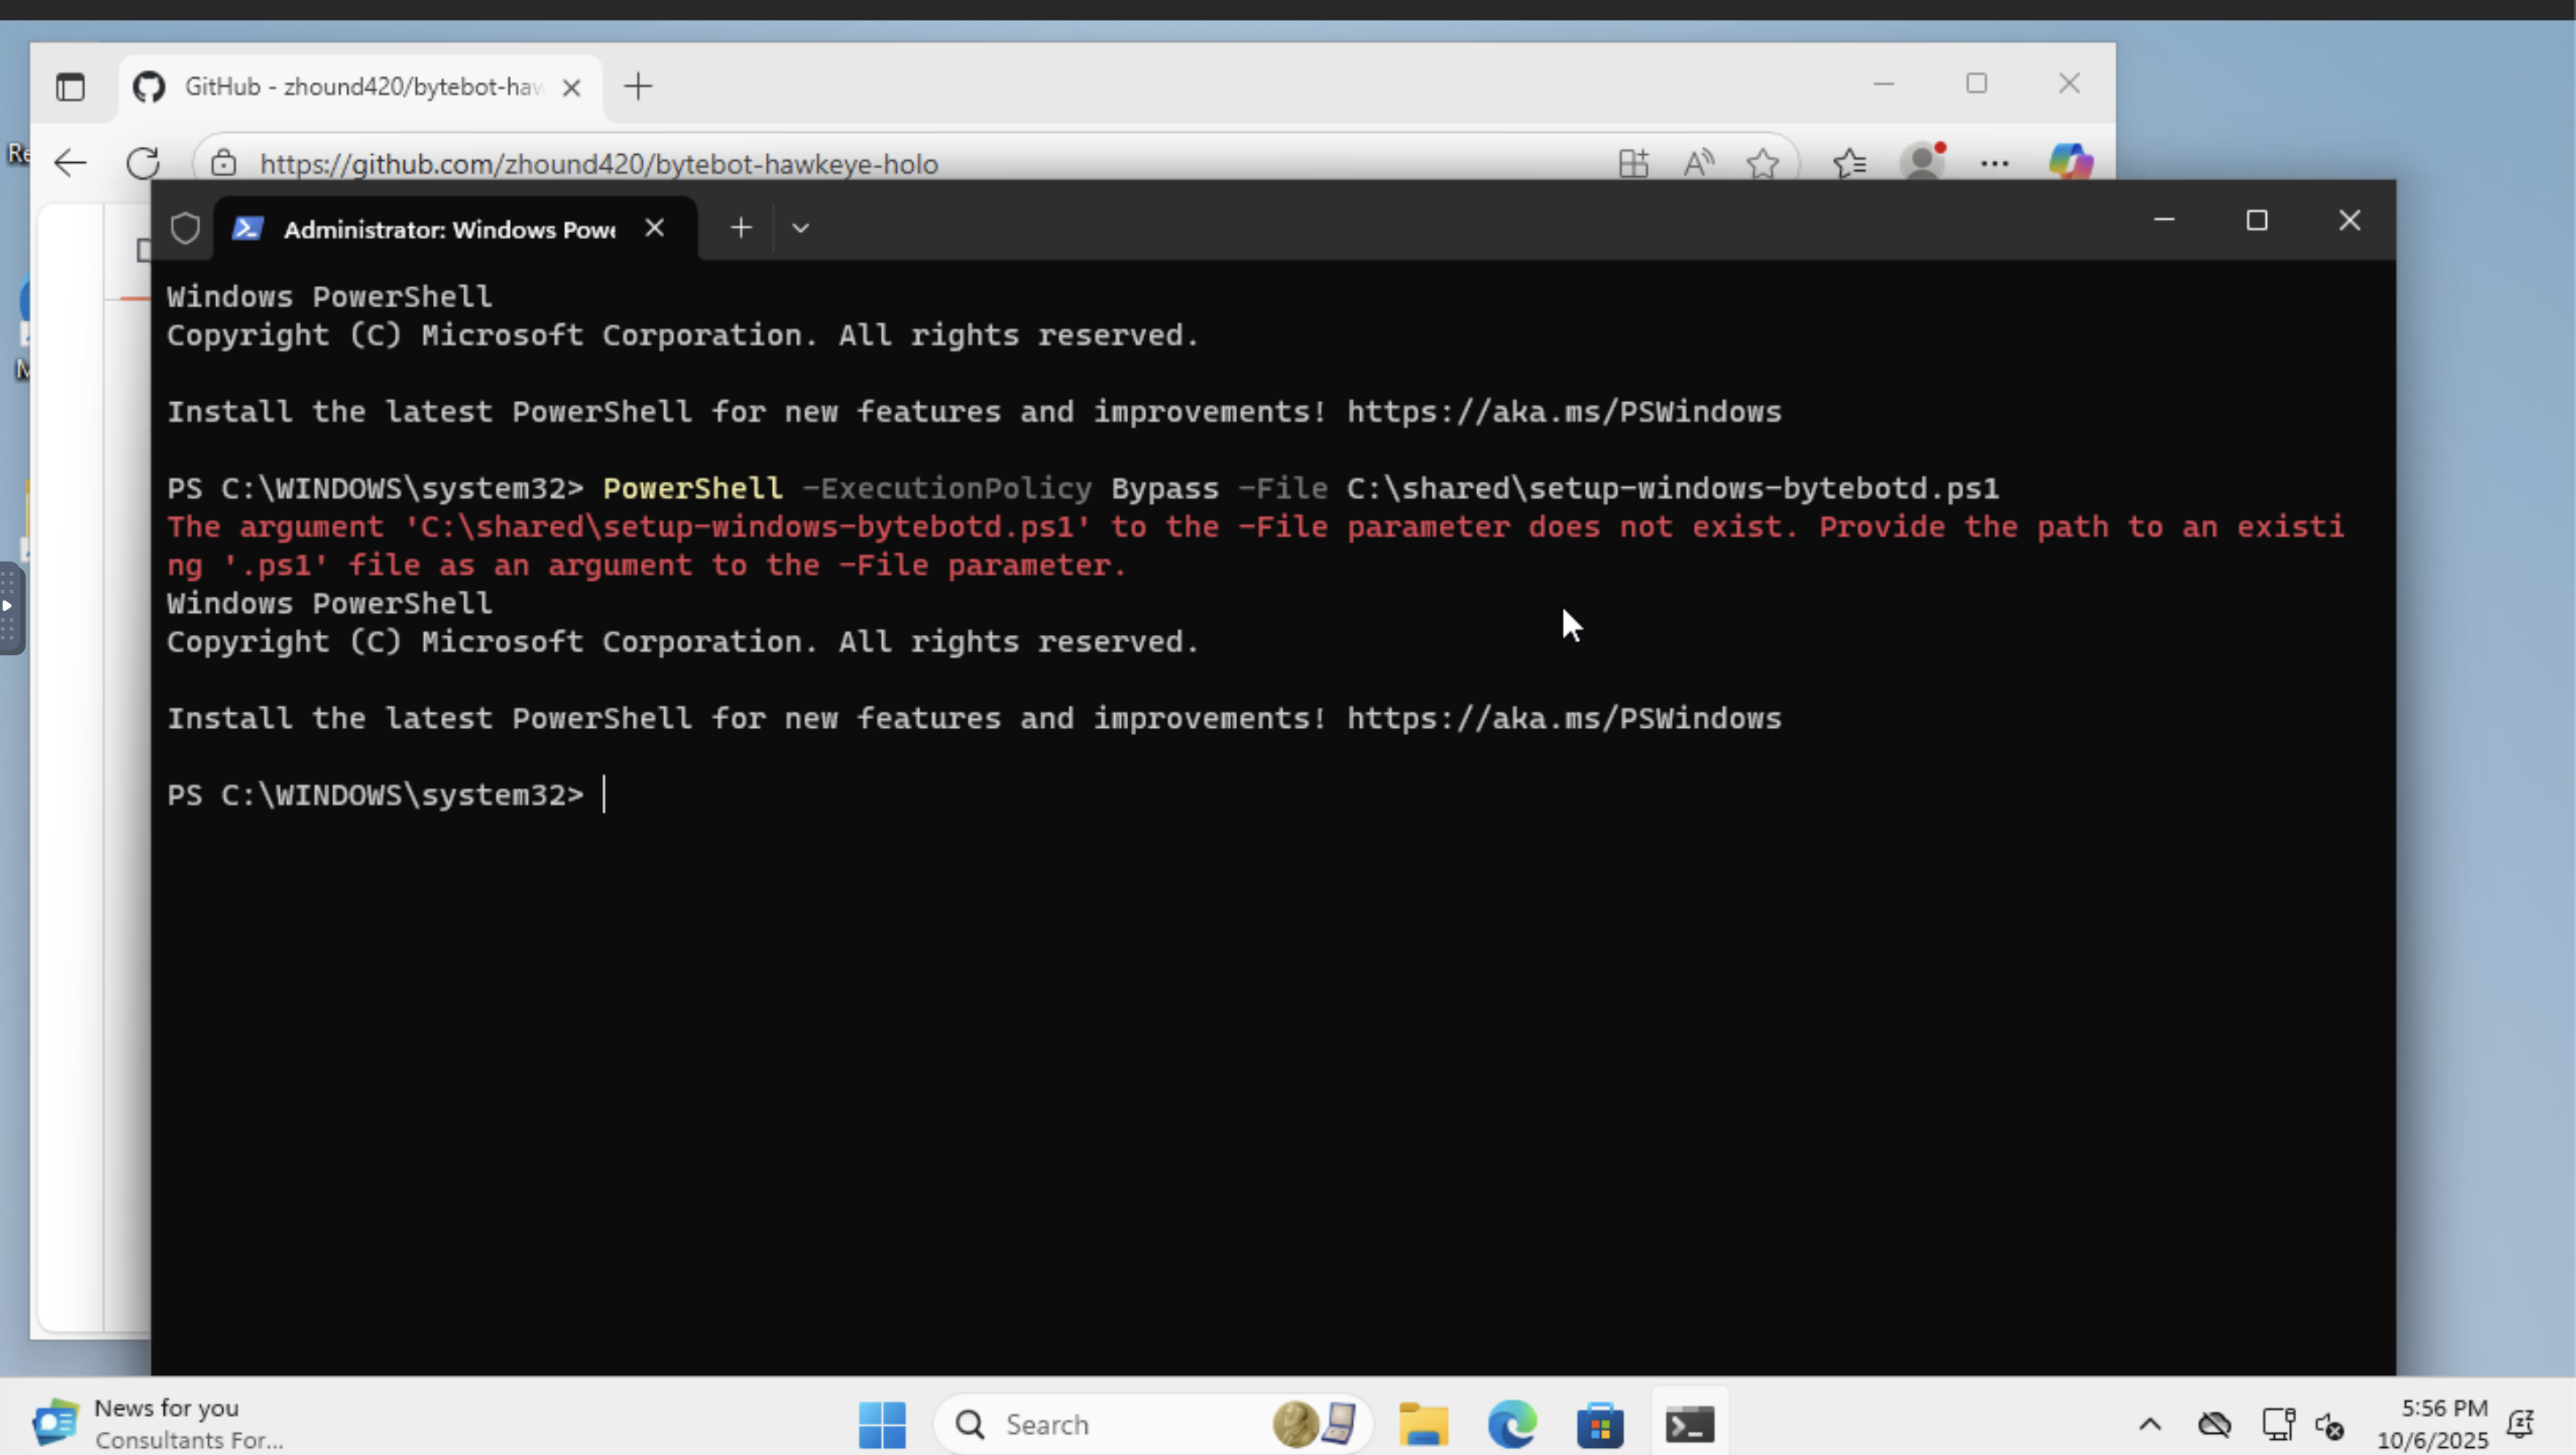 GitHub - zhound420/bytebot-haw
https://github.com/zhound420/bytebot-hawkeye-holo
Administrator: Windows Powe
Windows PowerShell
Copyright (C) Microsoft Corporation. All rights reserved.
Install the latest PowerShell for new features and improvements! https://aka.ms/PSWindows
PS C:\WINDOWS\system32> PowerShell -ExecutionPolicy Bypass -File C:\shared\setup-windows-bytebotd.ps1
The argument 'C:\shared\setup-windows-bytebotd.ps1' to the -File parameter does not exist. Provide the path to an existi
ng '.ps1' file as an argument to the -File parameter.
Windows PowerShell
Copyright (C) Microsoft Corporation. All rights reserved.
Install the latest PowerShell for new features and improvements! https://aka.ms/PSWindows
PS C:\WINDOWS\system32>
News for you
Consultants For...
Search
5:56 PM
10/6/2025